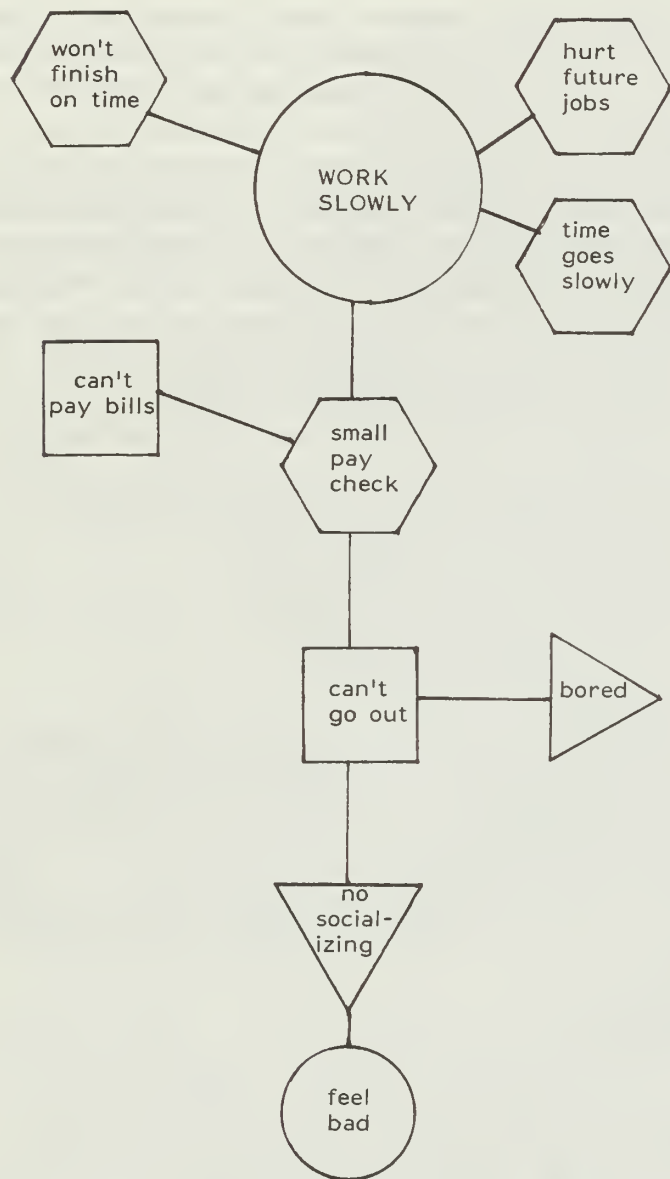 won't
finish
on time
hurt
future
jobs
WORK
SLOWLY
time
goes
slowly
can't
pay bills
small
pay
check
can't
go out
bored
no
social-
izing
feel
bad